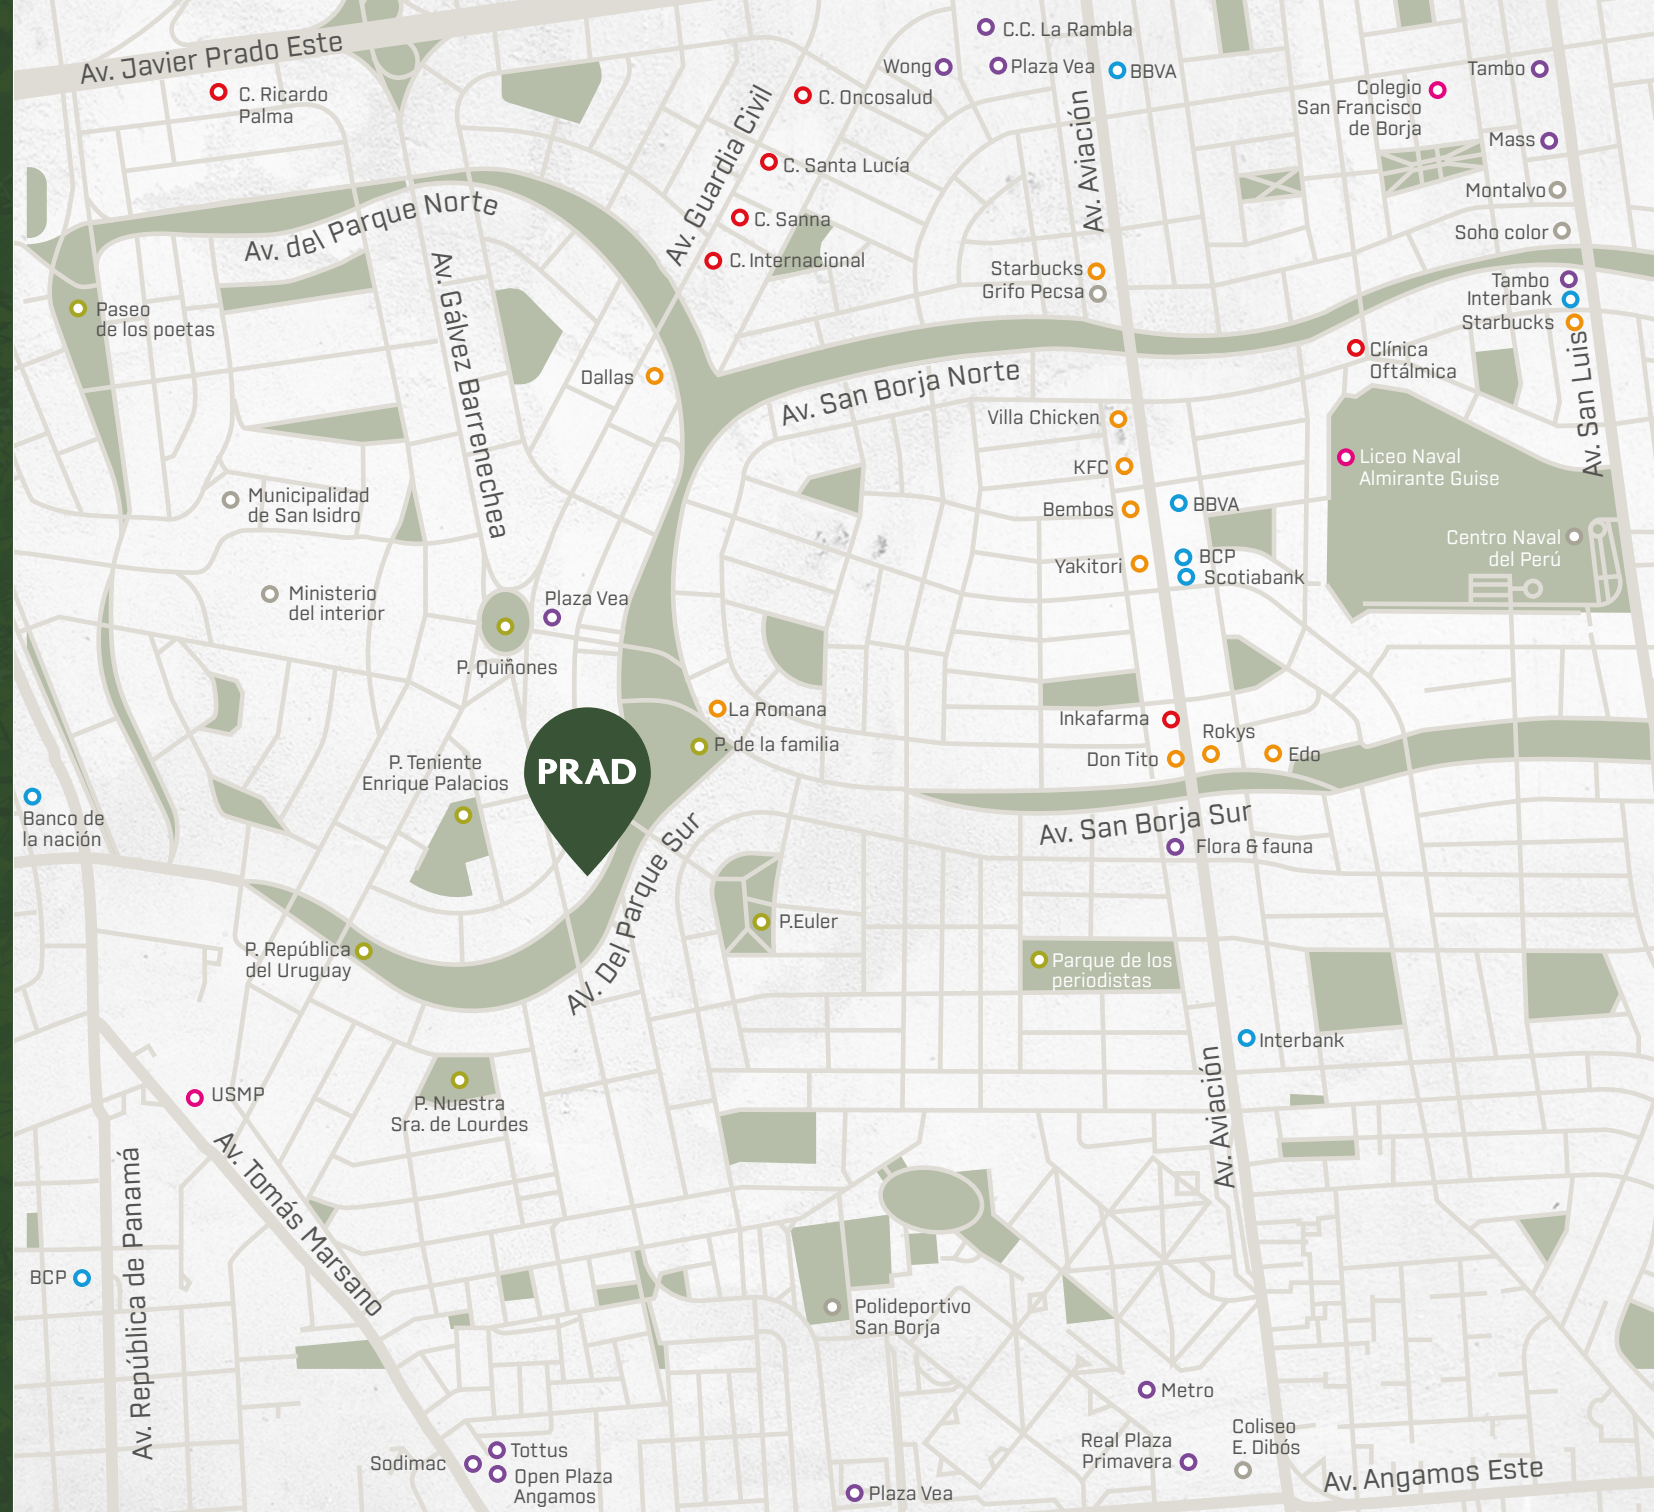 C.C. La Rambla
Av. Javier Prado Este
Wong
Plaza Vea
BBVA
Tambo
C. Ricardo
Palma
C. Oncosalud
Colegio
San Francisco
de Borja
Mass
Av. Guardia Civil
C. Santa Lucía
Av. Aviación
Montalvo
Av. del Parque Norte
C. Sanna
Soho color
C. Internacional
Starbucks
Grifo Pecsa
Tambo
Interbank
Starbucks
Paseo
de los poetas
Av. Gálvez Barrenechea
Clínica
Oftálmica
Dallas
Av. San Borja Norte
Av. San Luis
Villa Chicken
KFC
Liceo Naval
Almirante Guise
Municipalidad
de San Isidro
Bembos
BBVA
Centro Naval
del Perú
Yakitori
BCP
Scotiabank
Ministerio
del interior
Plaza Vea
P. Quiñones
La Romana
Inkafarma
Rokys
P. de la familia
Don Tito
Edo
P. Teniente
Enrique Palacios
PRAD
Banco de
la nación
Av. San Borja Sur
Flora & fauna
AV. Del Parque Sur
P.Euler
P. República
del Uruguay
Parque de los
periodistas
Interbank
USMP
P. Nuestra
Sra. de Lourdes
Av. Aviación
Av. Tomás Marsano
Av. República de Panamá
BCP
Polideportivo
San Borja
Metro
Coliseo
E. Dibós
Real Plaza
Primavera
Tottus
Sodimac
Open Plaza
Angamos
Plaza Vea
Av. Angamos Este